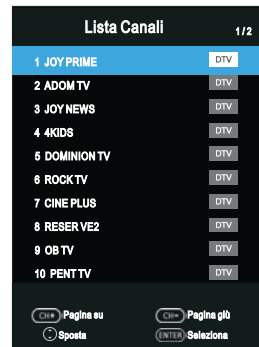 Lista Canali 1/2
1 JOY PRIME DTV
2 ADOM TV DTV
3 JOY NEWS DTV
4 4KIDS DTV
5 DOMINION TV DTV
6 ROCK TV DTV
7 CINE PLUS DTV
8 RESER VE2 DTV
9 OB TV DTV
10 PENT TV DTV
CH+ Pagina su CH- Pagina giù
Sposta ENTER Seleziona